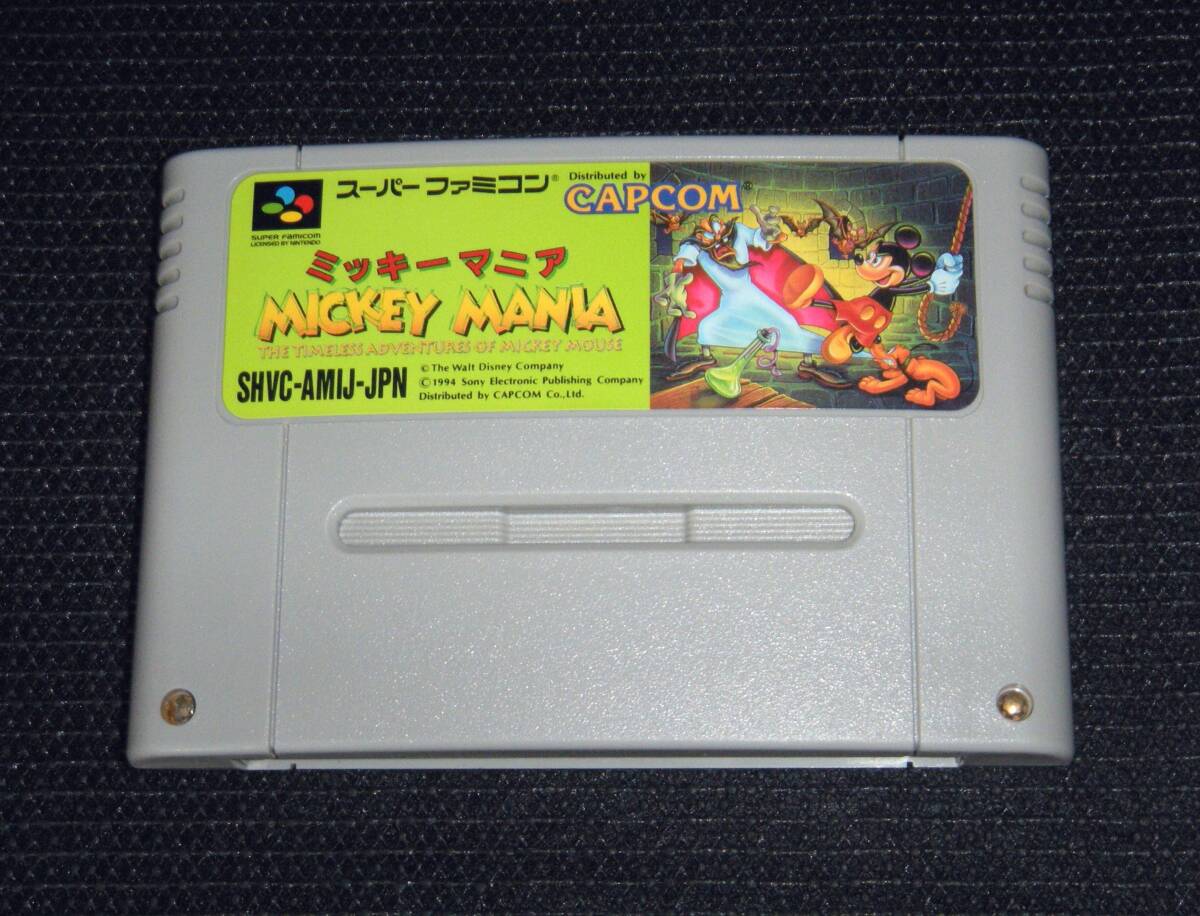 スーパーファミコン®
Distributed by
CAPCOM®
SUPER FAMICOM
LICENSED BY NINTENDO
ミッキーマニア
MICKEY MANIA
THE TIMELESS ADVENTURES OF MICKEY MOUSE
SHVC-AMIJ-JPN
© The Walt Disney Company
© 1994 Sony Electronic Publishing Company
Distributed by CAPCOM Co., Ltd.